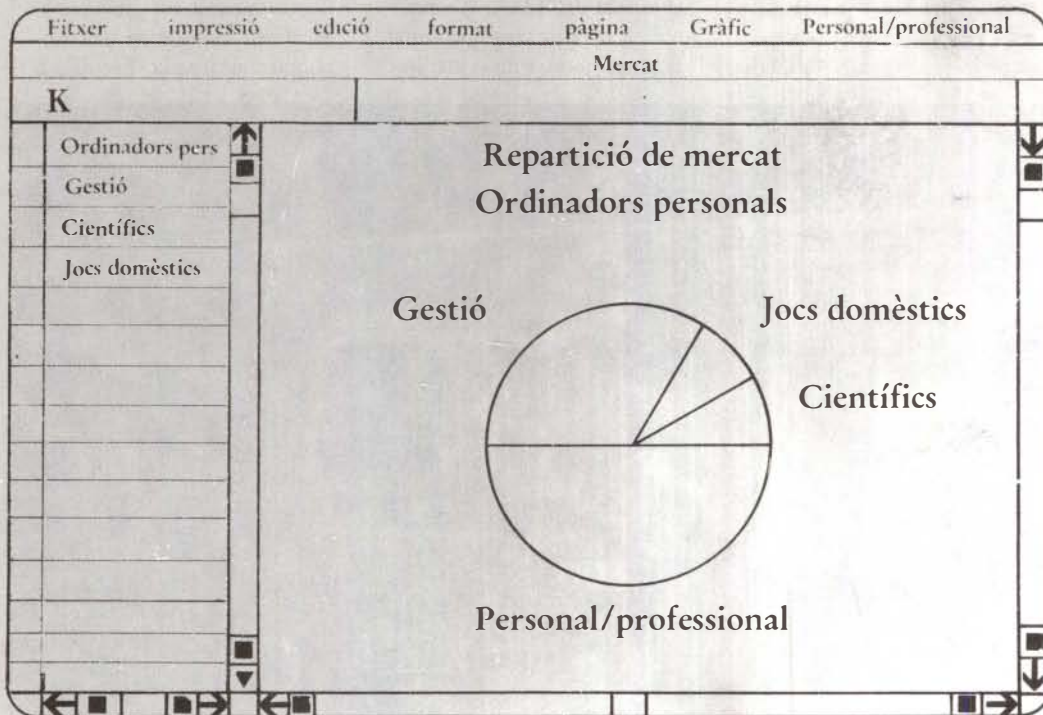 Fitxer impressió edició format pàgina Gràfic Personal/professional
Mercat
K
Ordinadors pers
Gestió
Científics
Jocs domèstics
Repartició de mercat
Ordinadors personals
Gestió
Jocs domèstics
Científics
Personal/professional